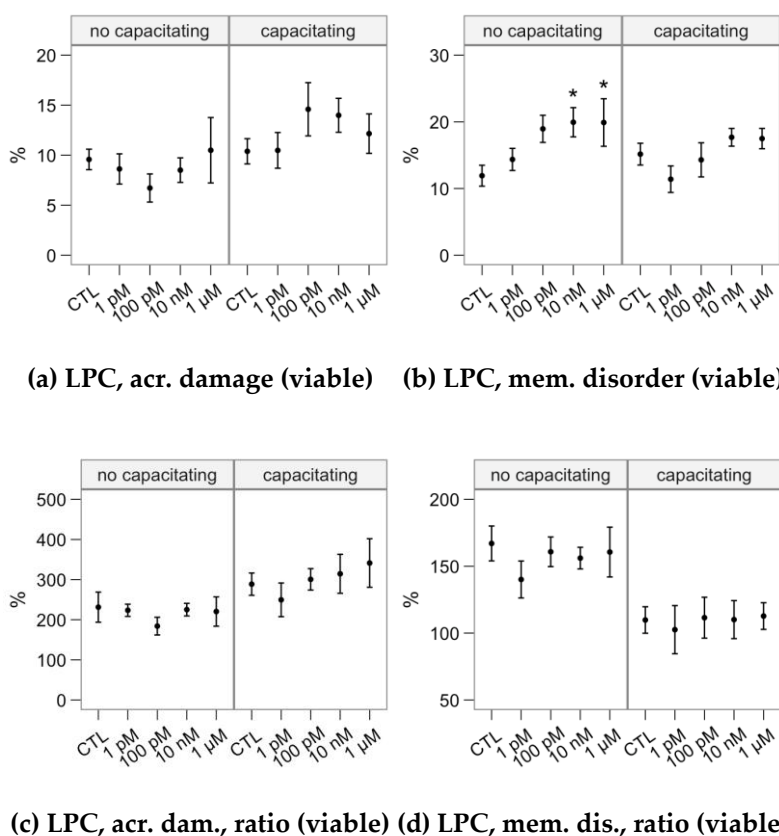 no capacitating capacitating
20
15
10
5
0
%
CTL 1 pM 100 pM 10 nM 1 µM CTL 1 pM 100 pM 10 nM 1 µM
(a) LPC, acr. damage (viable)
no capacitating capacitating
30
20
10
0
%
* *
CTL 1 pM 100 pM 10 nM 1 µM CTL 1 pM 100 pM 10 nM 1 µM
(b) LPC, mem. disorder (viable)
no capacitating capacitating
500
400
300
200
100
0
%
CTL 1 pM 100 pM 10 nM 1 µM CTL 1 pM 100 pM 10 nM 1 µM
(c) LPC, acr. dam., ratio (viable)
no capacitating capacitating
200
150
100
50
%
CTL 1 pM 100 pM 10 nM 1 µM CTL 1 pM 100 pM 10 nM 1 µM
(d) LPC, mem. dis., ratio (viable